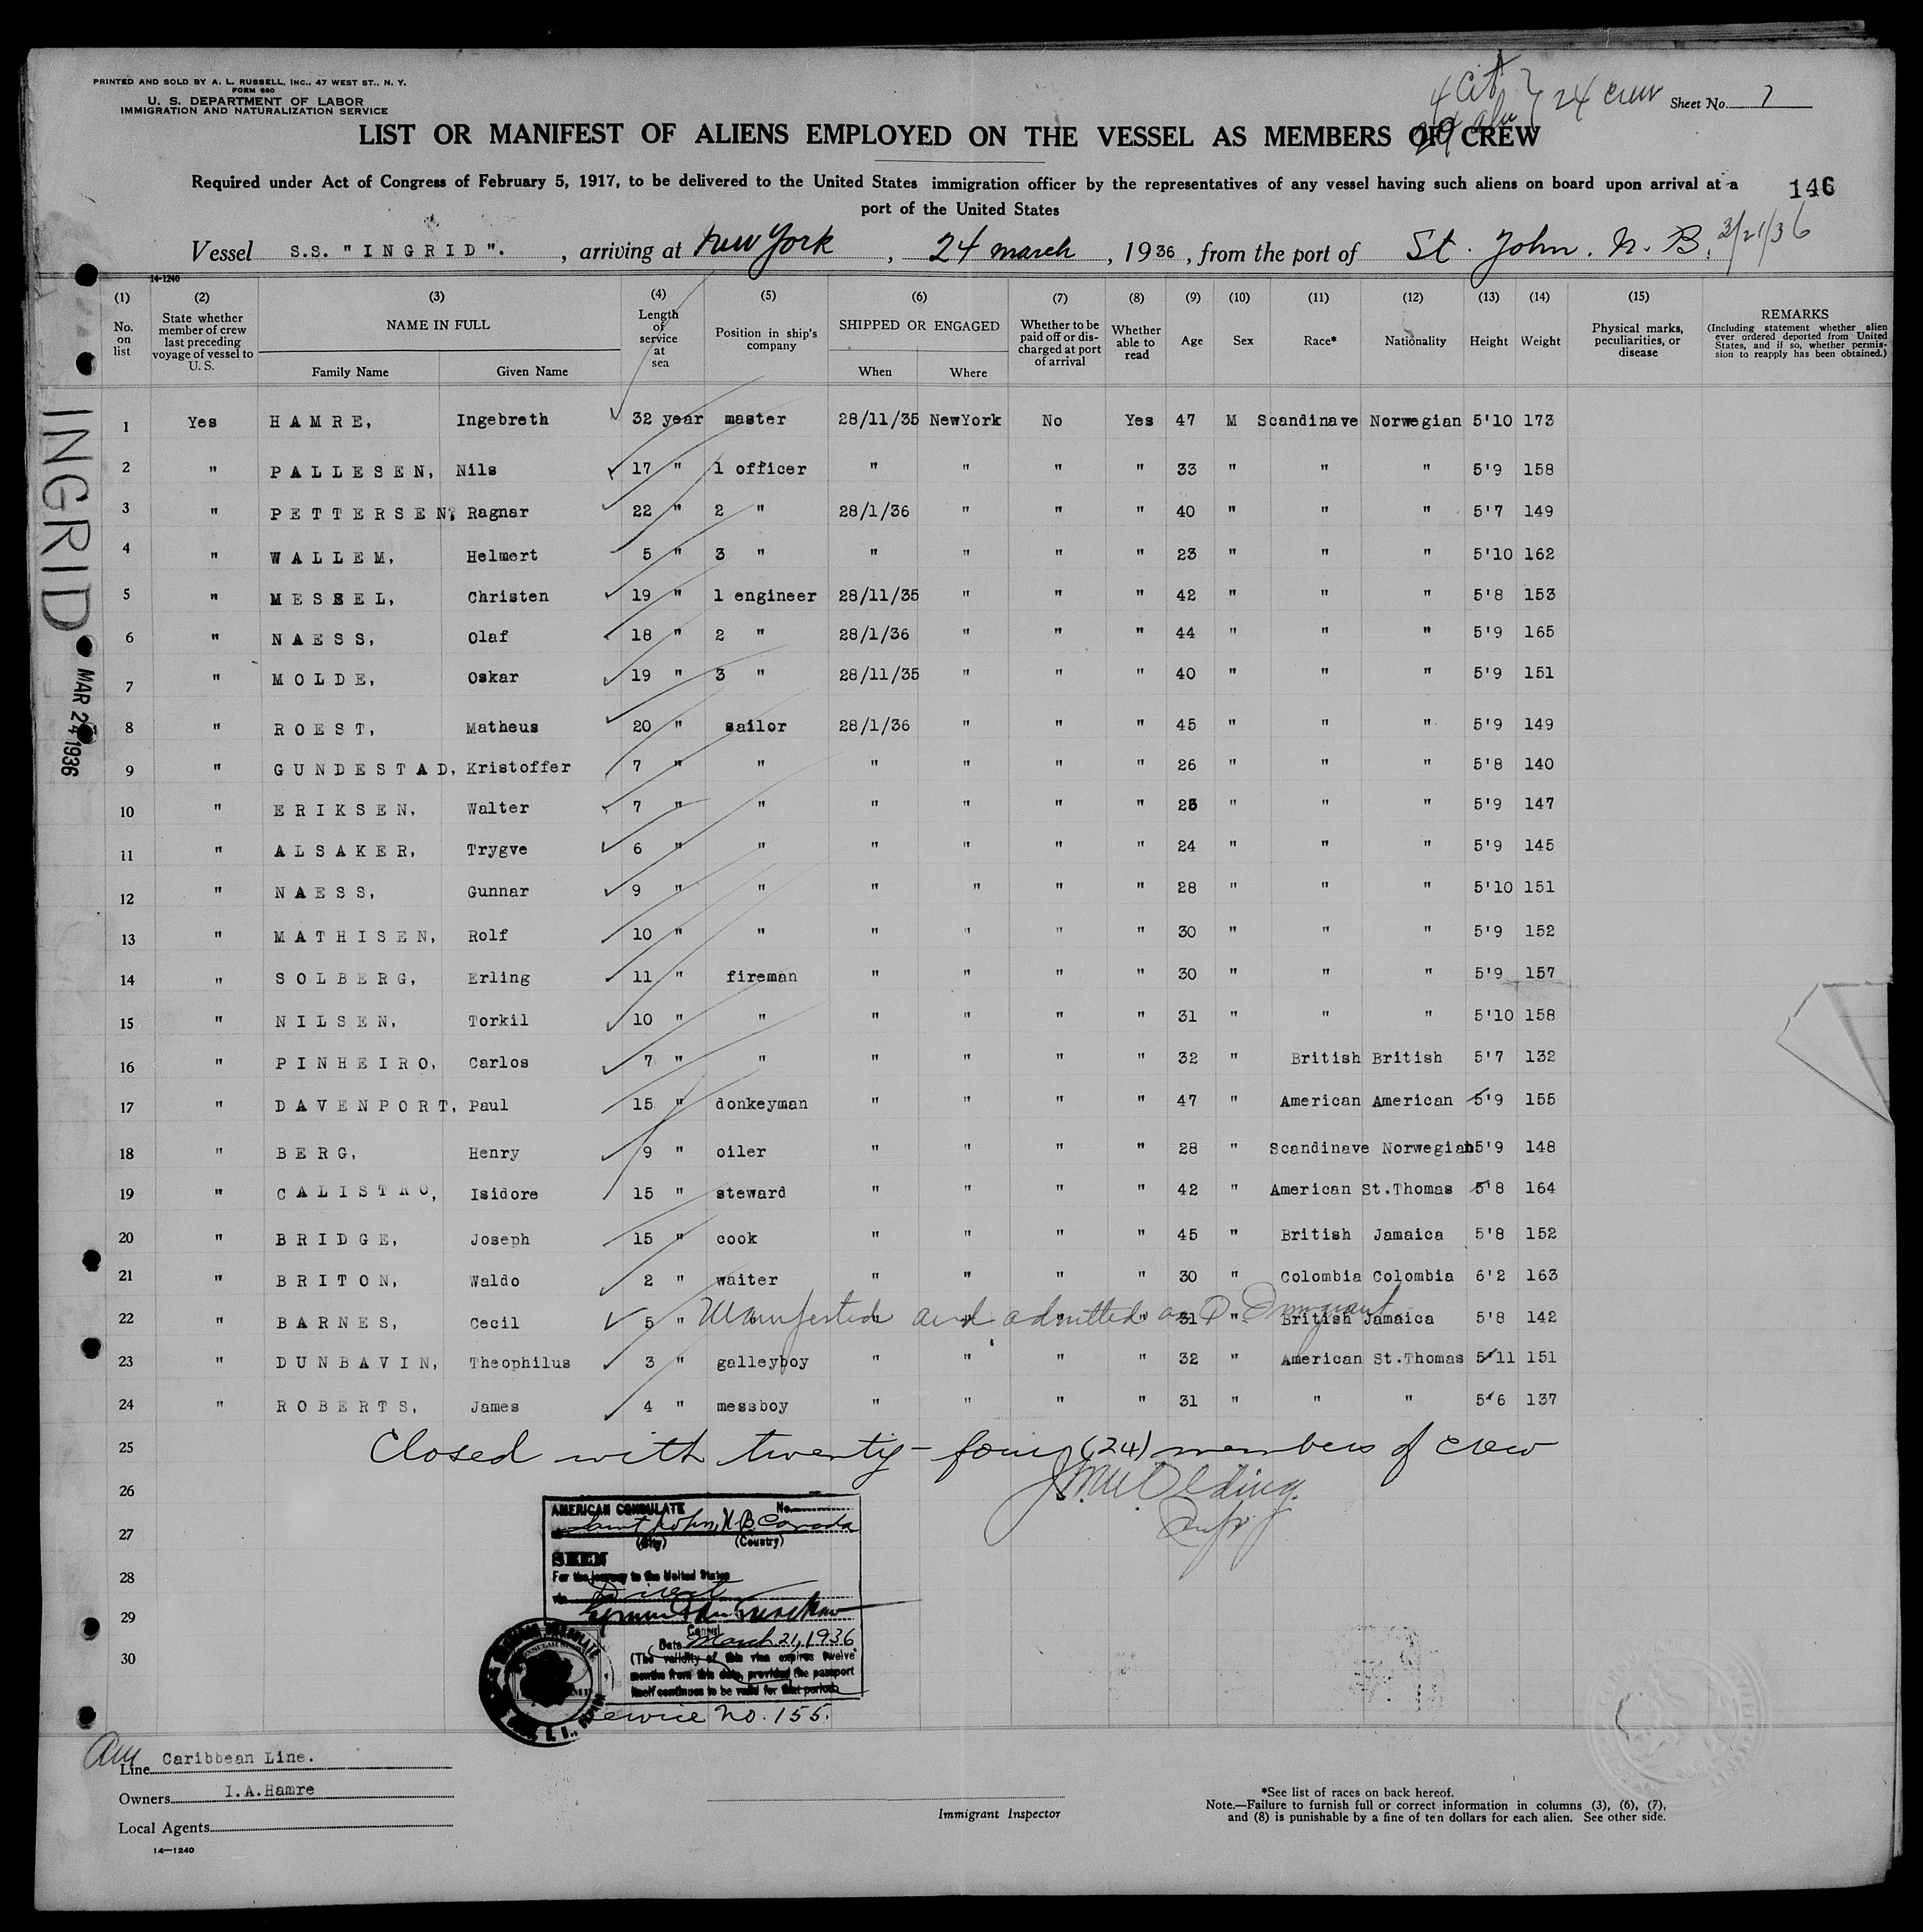 PRINTED AND SOLD BY A. L. RUSSELL, INC., 47 WEST ST., N. Y.
FORM 680
U. S. DEPARTMENT OF LABOR
IMMIGRATION AND NATURALIZATION SERVICE
4 Cit
24 crew
Sheet No. 1
LIST OR MANIFEST OF ALIENS EMPLOYED ON THE VESSEL AS MEMBERS OF CREW
Required under Act of Congress of February 5, 1917, to be delivered to the United States immigration officer by the representatives of any vessel having such aliens on board upon arrival at a
port of the United States
146
Vessel S.S. "INGRID". , arriving at New York , 24 march , 1936 , from the port of St. John. N. B. 3/21/36
14-1240
(1) (2) (3) (4) (5) (6) (7) (8) (9) (10) (11) (12) (13) (14) (15)
No. on list
State whether member of crew last preceding voyage of vessel to U. S.
NAME IN FULL
Family Name Given Name
Length of service at sea
Position in ship's company
SHIPPED OR ENGAGED
When Where
Whether to be paid off or discharged at port of arrival
Whether able to read
Age Sex Race* Nationality Height Weight
Physical marks, peculiarities, or disease
REMARKS
(Including statement whether alien ever ordered deported from United States, and if so, whether permission to reapply has been obtained.)
1 Yes HAMRE, Ingebreth 32 year master 28/11/35 NewYork No Yes 47 M Scandinave Norwegian 5'10 173
2 " PALLESEN, Nils 17 " 1 officer " " " " 33 " " " 5'9 158
3 " PETTERSEN, Ragnar 22 " 2 " 28/1/36 " " " 40 " " " 5'7 149
4 " WALLEM, Helmert 5 " 3 " " " " " 23 " " " 5'10 162
5 " MESSEL, Christen 19 " 1 engineer 28/11/35 " " " 42 " " " 5'8 153
6 " NAESS, Olaf 18 " 2 " 28/1/36 " " " 44 " " " 5'9 165
7 " MOLDE, Oskar 19 " 3 " 28/11/35 " " " 40 " " " 5'9 151
8 " ROEST, Matheus 20 " sailor 28/1/36 " " " 45 " " " 5'9 149
9 " GUNDESTAD, Kristoffer 7 " " " " " " 26 " " " 5'8 140
10 " ERIKSEN, Walter 7 " " " " " " " " " 5'9 147
11 " ALSAKER, Trygve 6 " " " " " " 24 " " " 5'9 145
12 " NAESS, Gunnar 9 " " " " " " 28 " " " 5'10 151
13 " MATHISEN, Rolf 10 " " " " " " 30 " " " 5'9 152
14 " SOLBERG, Erling 11 " fireman " " " " 30 " " " 5'9 157
15 " NILSEN, Torkil 10 " " " " " " 31 " " " 5'10 158
16 " PINHEIRO, Carlos 7 " " " " " " 32 " British British 5'7 132
17 " DAVENPORT, Paul 15 " donkeyman " " " " 47 " American American 5'9 155
18 " BERG, Henry 9 " oiler " " " " 28 " Scandinave Norwegian 5'9 148
19 " CALISTRO, Isidore 15 " steward " " " " 42 " American St.Thomas 5'8 164
20 " BRIDGE, Joseph 15 " cook " " " " 45 " British Jamaica 5'8 152
21 " BRITON, Waldo 2 " waiter " " " " 30 " Colombia Colombia 6'2 163
22 " BARNES, Cecil 5 " " " " " " 31 " British Jamaica 5'8 142
Manifested and admitted as Immigrant
23 " DUNBAVIN, Theophilus 3 " galleyboy " " " " 32 " American St.Thomas 5'11 151
24 " ROBERTS, James 4 " messboy " " " " 31 " " " 5'6 137
25 Closed with twenty-four (24) members of crew
26
27
28
29
30
AMERICAN CONSULATE No.
Saint John, N.B. Canada
(City) (Country)
SEEN
For the journey to the United States
via Direct
Consul
Date March 21, 1936
(The validity of this visa expires twelve
months from this date, provided the passport
itself continues to be valid for that period)
Service No. 155.
INGRID
MAR 24 1936
Line Am Caribbean Line.
Owners I.A.Hamre
Local Agents
14—1240
Immigrant Inspector
*See list of races on back hereof.
Note.—Failure to furnish full or correct information in columns (3), (6), (7),
and (8) is punishable by a fine of ten dollars for each alien. See other side.